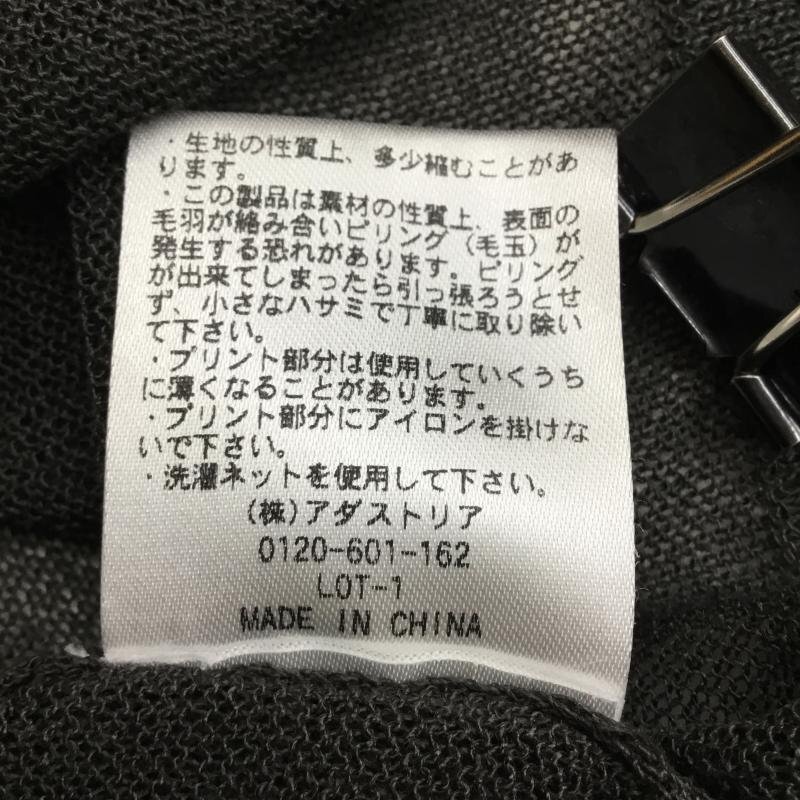 ・生地の性質上、多少縮むことがあ
ります。
・この製品は素材の性質上、表面の
毛羽が絡み合いピリング（毛玉）が
発生する恐れがあります。ピリング
が出来てしまったら引っ張ろうとせ
ず、小さなハサミで丁寧に取り除い
て下さい。
・プリント部分は使用していくうち
に薄くなることがあります。
・プリント部分にアイロンを掛けな
いで下さい。
・洗濯ネットを使用して下さい。
(株)アダストリア
0120-601-162
LOT-1
MADE IN CHINA